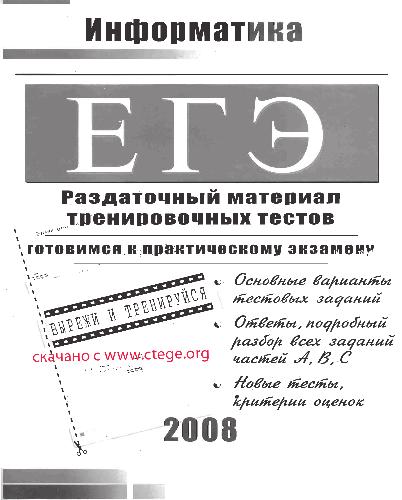 Информатика
ЕГЭ
Раздаточный материал
тренировочных тестов
готовимся к практическому экзамену
Основные варианты
тестовых заданий
Ответы, подробный
разбор всех заданий
частей А, В, С
Новые тесты,
критерии оценок
ВЫРЕЖИ И ТРЕНИРУЙСЯ
скачано с www.ctege.org
2008